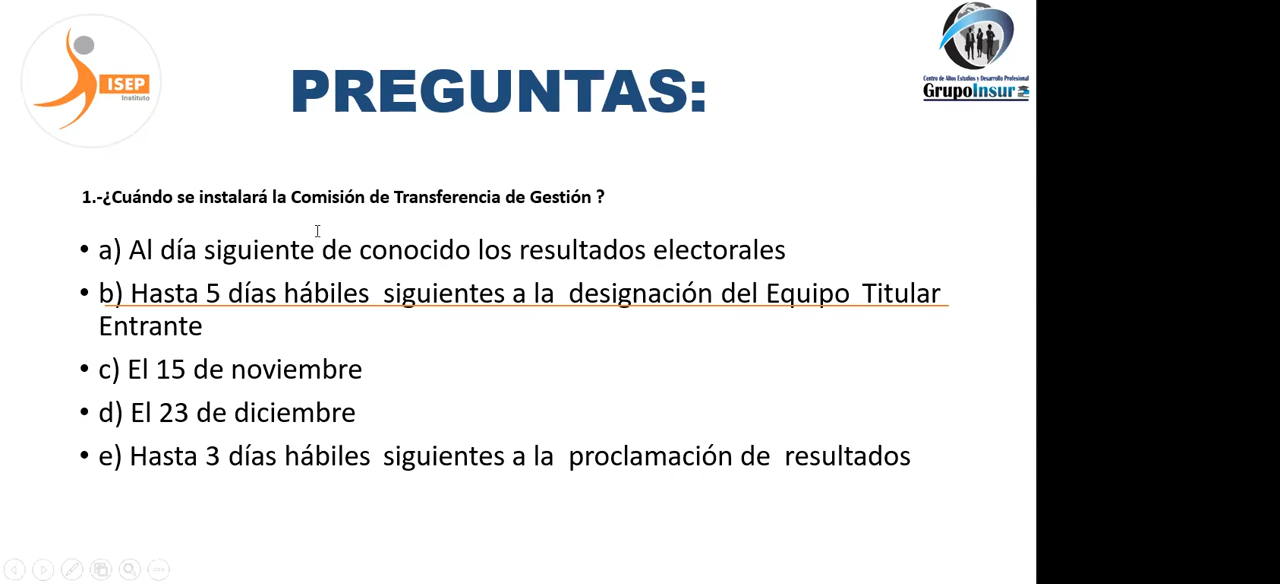 ISEP
Instituto
PREGUNTAS:
Centro de Altos Estudios y Desarrollo Profesional
GrupoInsur
1.-¿Cuándo se instalará la Comisión de Transferencia de Gestión ?
• a) Al día siguiente de conocido los resultados electorales
• b) Hasta 5 días hábiles siguientes a la designación del Equipo Titular
Entrante
• c) El 15 de noviembre
• d) El 23 de diciembre
• e) Hasta 3 días hábiles siguientes a la proclamación de resultados